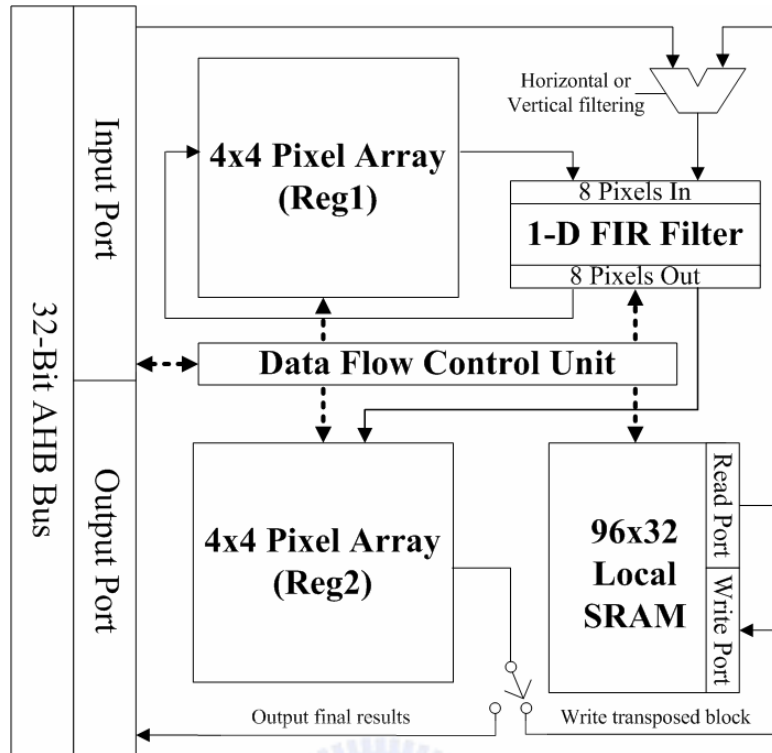 32-Bit AHB Bus
Input Port
Output Port
Horizontal or
Vertical filtering
4x4 Pixel Array
(Reg1)
8 Pixels In
1-D FIR Filter
8 Pixels Out
Data Flow Control Unit
4x4 Pixel Array
(Reg2)
96x32
Local
SRAM
Read Port
Write Port
Output final results
Write transposed block